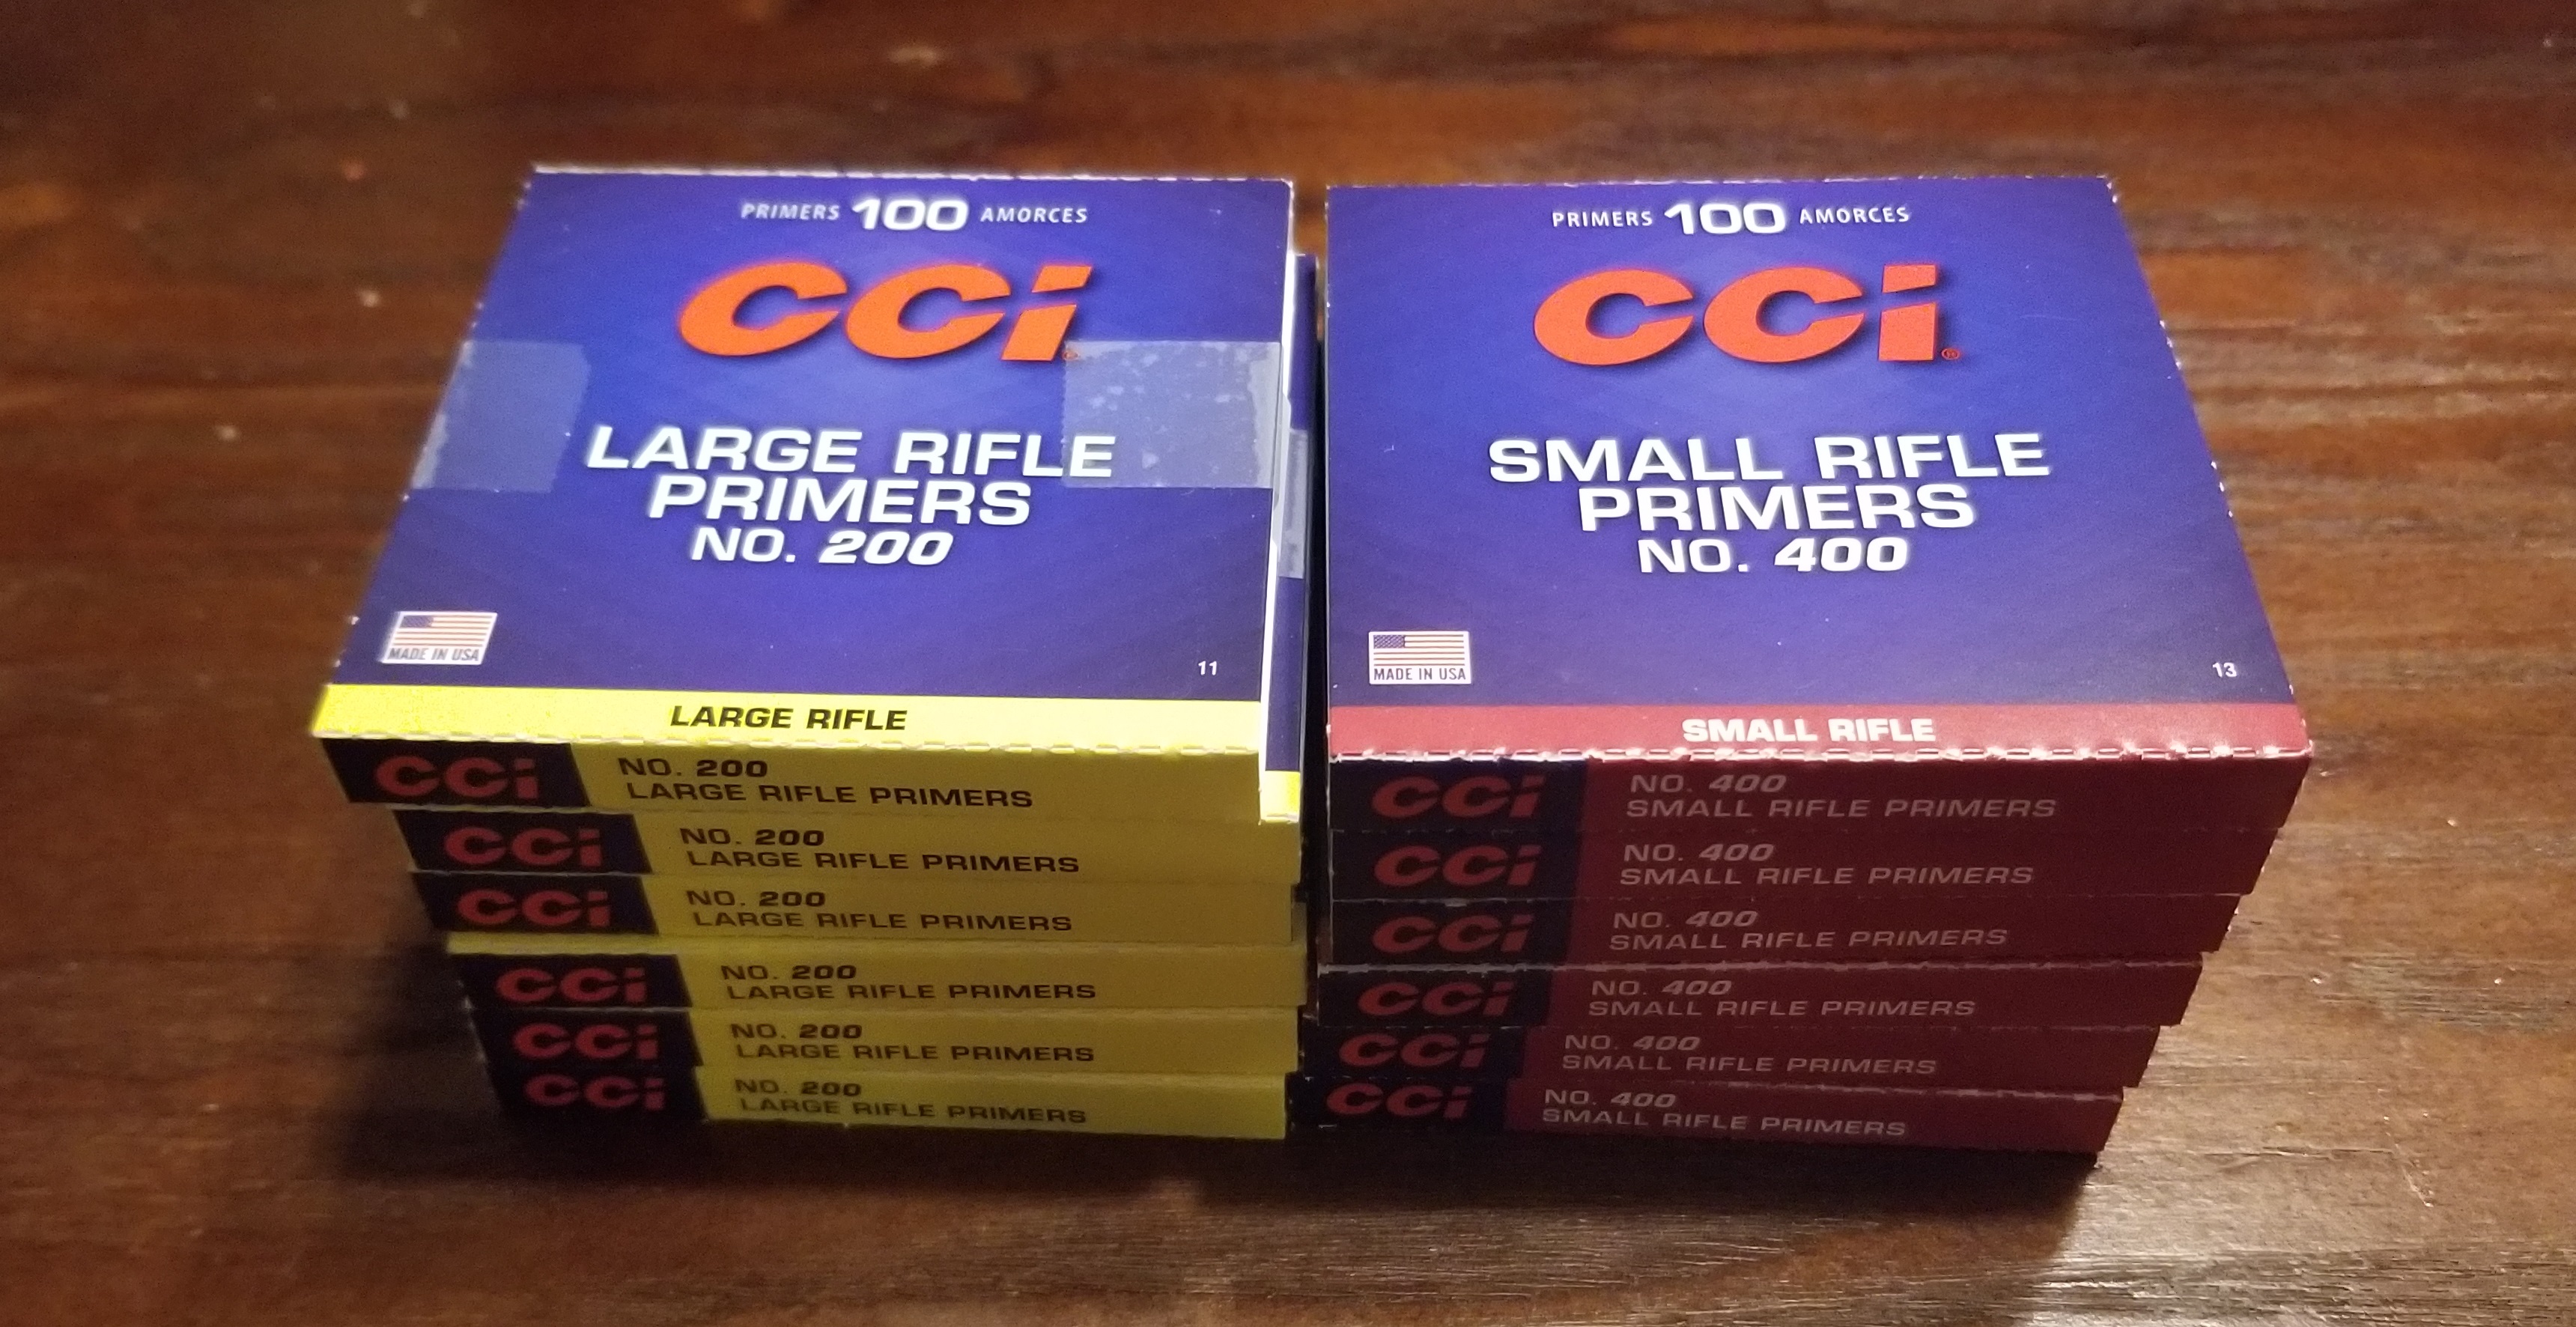 PRIMERS 100 AMORCES
CCi
LARGE RIFLE
PRIMERS
NO. 200
MADE IN USA
11
LARGE RIFLE
CCi
NO. 200
LARGE RIFLE PRIMERS
CCi
NO. 200
LARGE RIFLE PRIMERS
CCi
NO. 200
LARGE RIFLE PRIMERS
CCi
NO. 200
LARGE RIFLE PRIMERS
CCi
NO. 200
LARGE RIFLE PRIMERS
CCi
NO. 200
LARGE RIFLE PRIMERS
PRIMERS 100 AMORCES
CCi®
SMALL RIFLE
PRIMERS
NO. 400
MADE IN USA
13
SMALL RIFLE
CCi
NO. 400
SMALL RIFLE PRIMERS
CCi
NO. 400
SMALL RIFLE PRIMERS
CCi
NO. 400
SMALL RIFLE PRIMERS
CCi
NO. 400
SMALL RIFLE PRIMERS
CCi
NO. 400
SMALL RIFLE PRIMERS
CCi
NO. 400
SMALL RIFLE PRIMERS